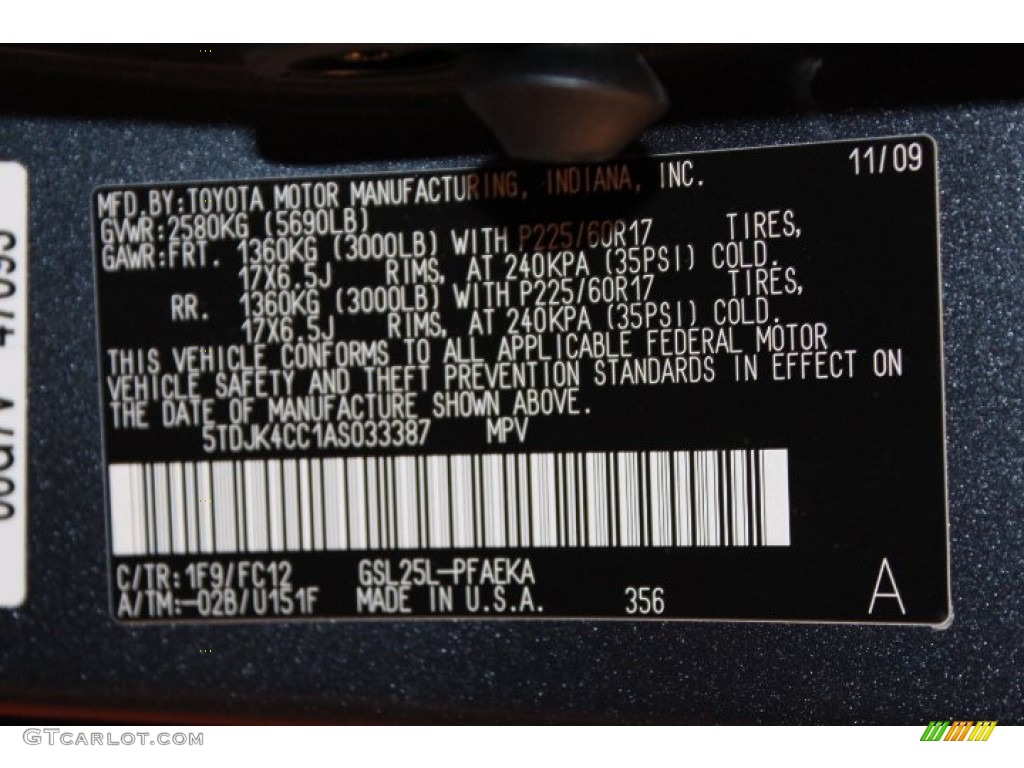 11/09
MFD.BY:TOYOTA MOTOR MANUFACTURING, INDIANA, INC.
GVWR:2580KG (5690LB)
GAWR:FRT. 1360KG (3000LB) WITH P225/60R17 TIRES,
17X6.5J RIMS, AT 240KPA (35PSI) COLD.
RR. 1360KG (3000LB) WITH P225/60R17 TIRES,
17X6.5J RIMS, AT 240KPA (35PSI) COLD.
THIS VEHICLE CONFORMS TO ALL APPLICABLE FEDERAL MOTOR
VEHICLE SAFETY AND THEFT PREVENTION STANDARDS IN EFFECT ON
THE DATE OF MANUFACTURE SHOWN ABOVE.
5TDJK4CC1AS033387 MPV
C/TR:1F9/FC12 GSL25L-PFAEKA
A/TM:-02B/U151F MADE IN U.S.A. 356
A
GTcarlot.com